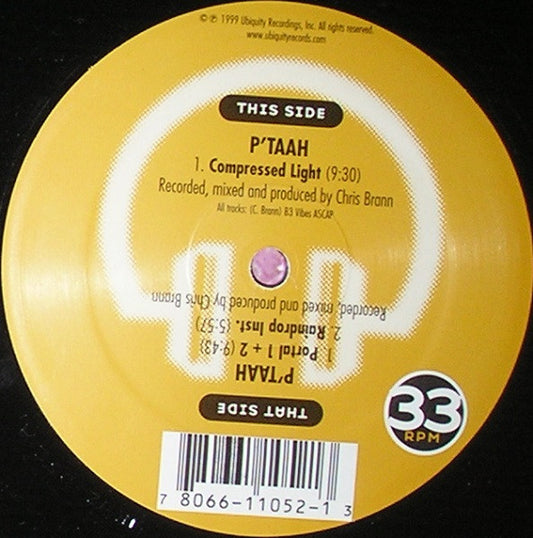 © ℗ 1999 Ubiquity Recordings, Inc. All rights reserved.
www.ubiquityrecords.com
THIS SIDE
P'TAAH
1. Compressed Light (9:30)
Recorded, mixed and produced by Chris Brann
All tracks: (C. Brann) B3 Vibes ASCAP
THAT SIDE
P'TAAH
1. Portal 1 + 2 (9:43)
2. Raindrop Inst. (5:57)
Recorded, mixed and produced by Chris Brann
33
RPM
7 8066-11052-1 3